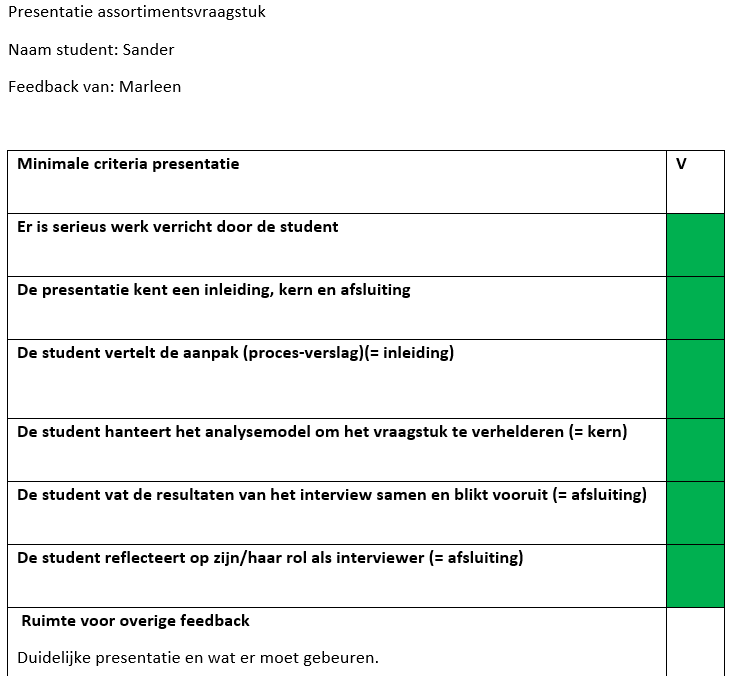 Presentatie assortimentsvraagstuk
Naam student: Sander
Feedback van: Marleen
Minimale criteria presentatie
V
Er is serieus werk verricht door de student
De presentatie kent een inleiding, kern en afsluiting
De student vertelt de aanpak (proces-verslag)(= inleiding)
De student hanteert het analysemodel om het vraagstuk te verhelderen (= kern)
De student vat de resultaten van het interview samen en blikt vooruit (= afsluiting)
De student reflecteert op zijn/haar rol als interviewer (= afsluiting)
Ruimte voor overige feedback
Duidelijke presentatie en wat er moet gebeuren.